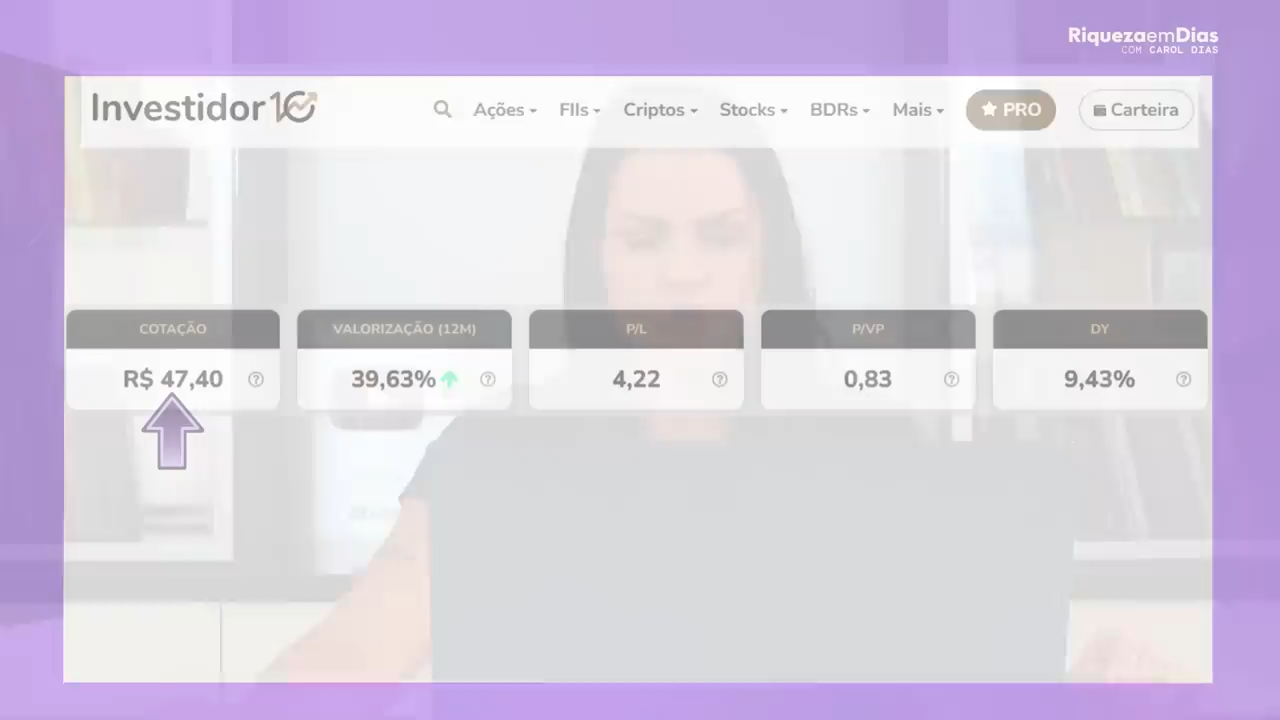 RiquezaemDias
COM CAROL DIAS
Investidor10
Ações FIIs Criptos Stocks BDRs Mais PRO Carteira
COTAÇÃO VALORIZAÇÃO (12M) P/L P/VP DY
R$ 47,40 39,63% 4,22 0,83 9,43%